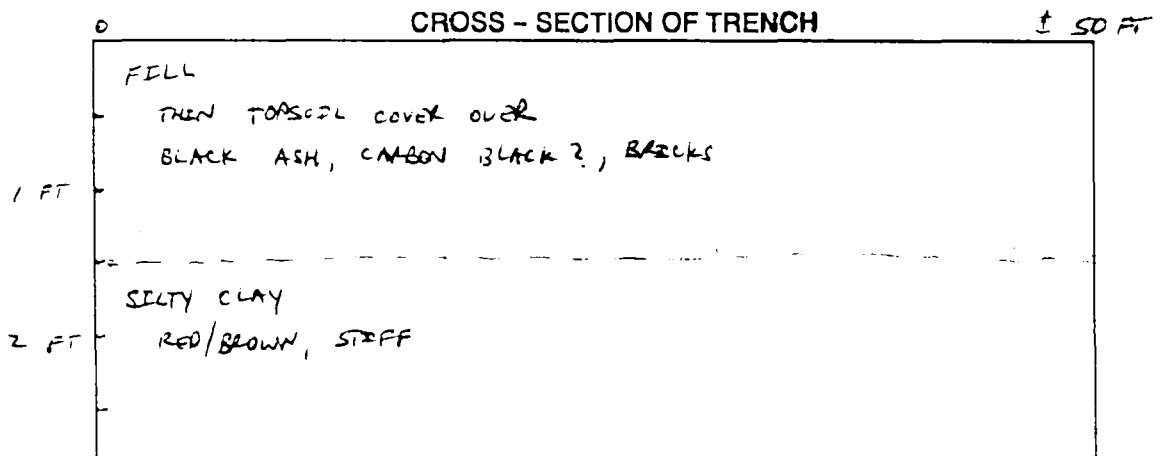 0 CROSS – SECTION OF TRENCH ± 50 FT
FILL
THIN TOPSOIL COVER OVER
BLACK ASH, CARBON BLACK ?, BRICKS
1 FT
SILTY CLAY
2 FT RED/BROWN, STIFF